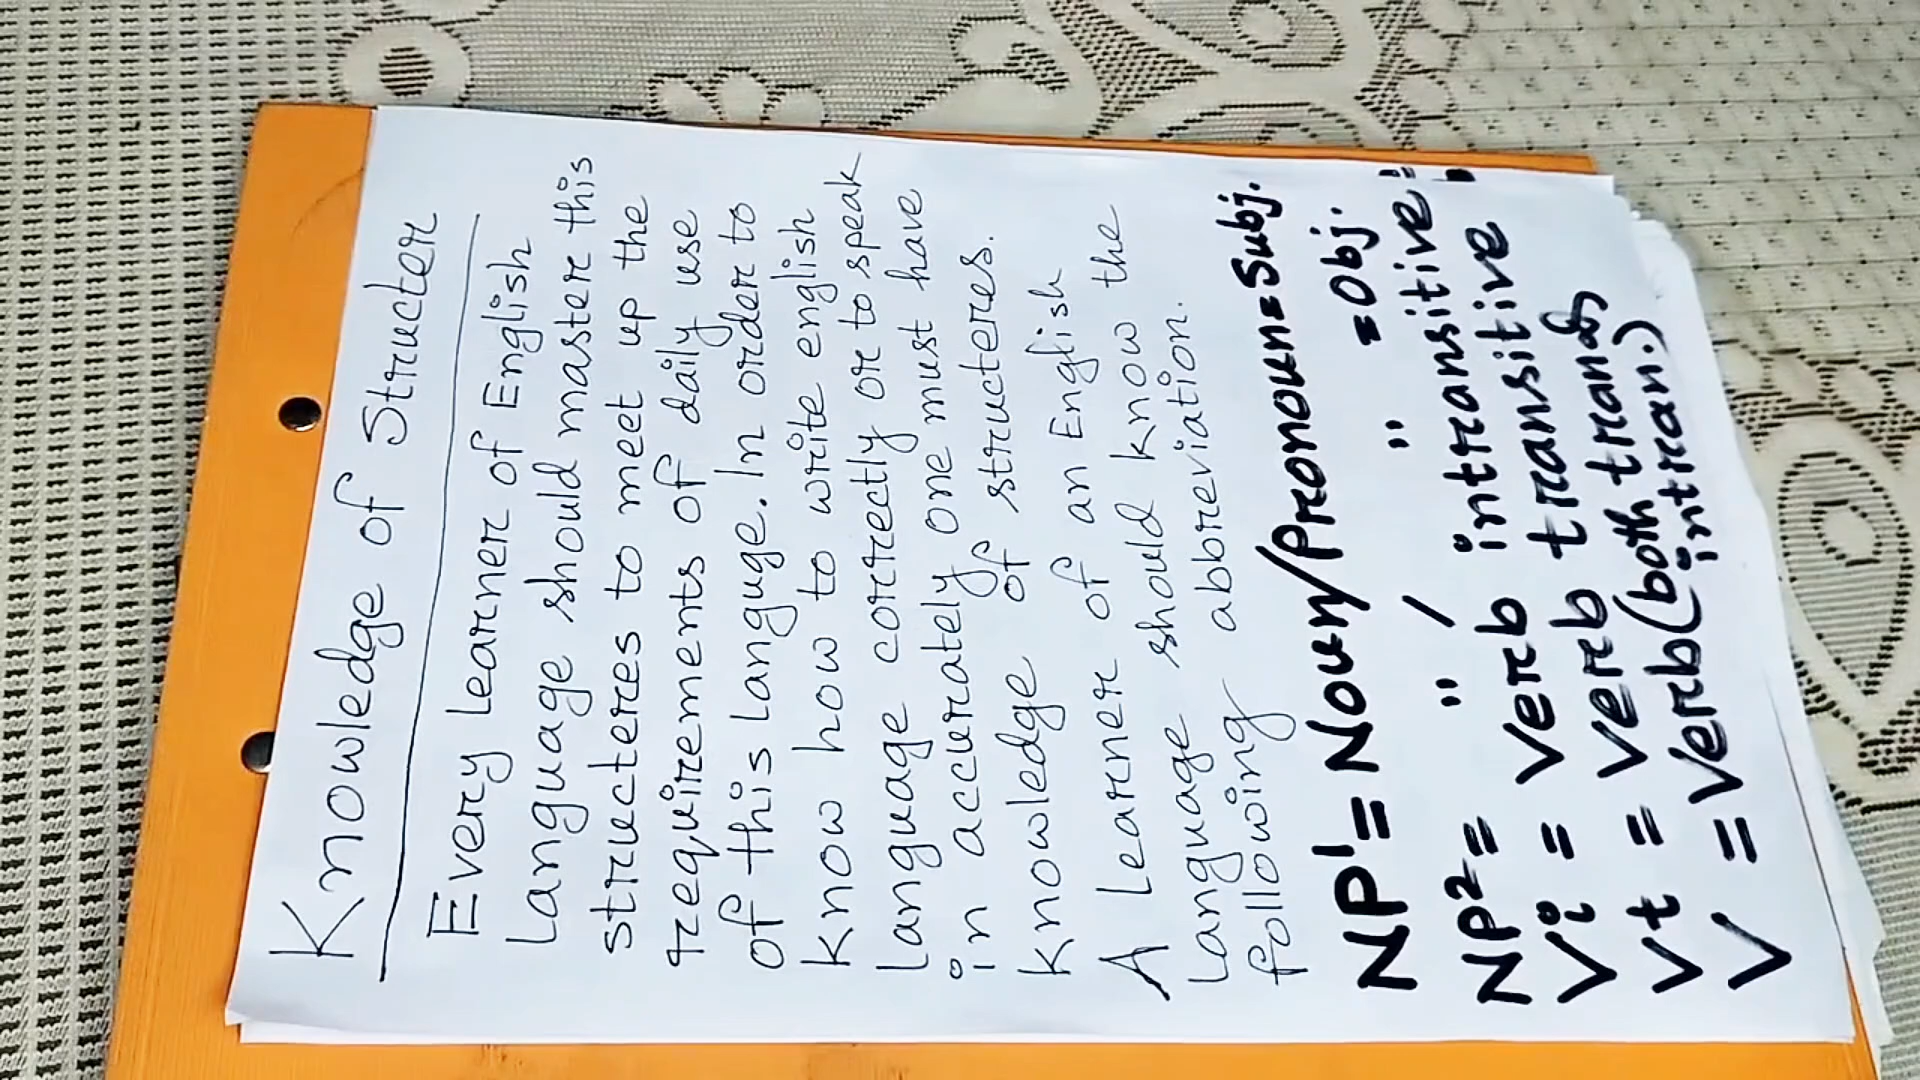 Knowledge of Structer
Every Learner of English
Language should master this
structeres to meet up the
requirements of daily use
of this Languge. In order to
know how to write english
Language correctly or to speak
in accurately one must have
knowledge of structeres.
A Learner of an English
Language should know the
following abbreviation.
NP¹ = Noun/Pronoun = Subj.
NP² = " / " = Obj.
Vi = Verb intransitive
Vt = Verb transitive
V = Verb (both trans &
intran.)